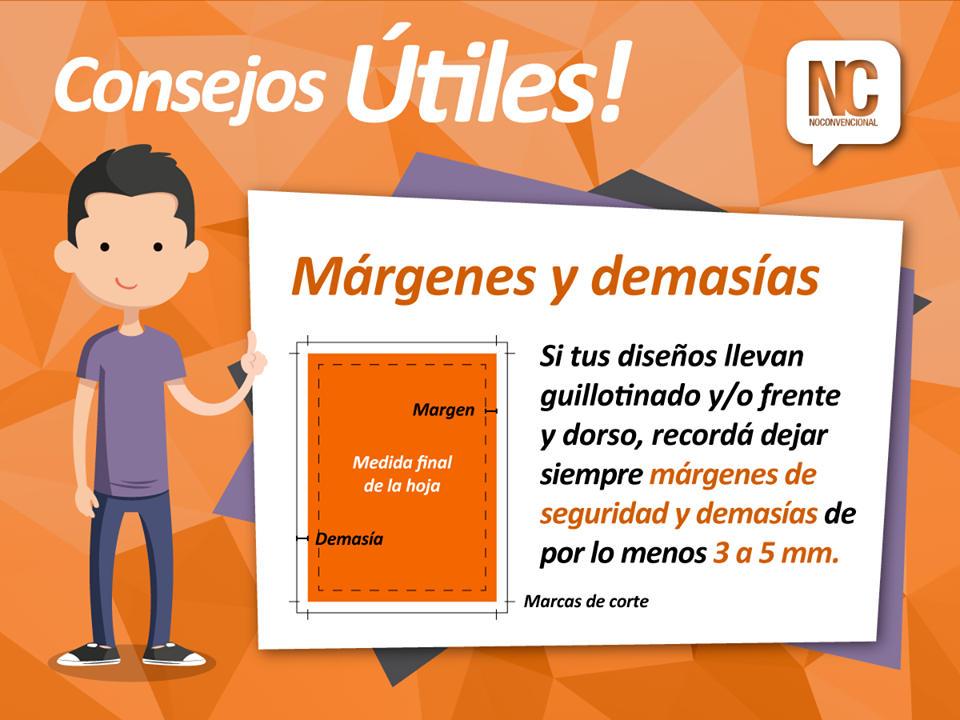 Consejos Útiles!
NC
NOCONVENCIONAL
Márgenes y demasías
Si tus diseños llevan
guillotinado y/o frente
y dorso, recordá dejar
siempre márgenes de
seguridad y demasías de
por lo menos 3 a 5 mm.
Margen
Medida final
de la hoja
Demasía
Marcas de corte